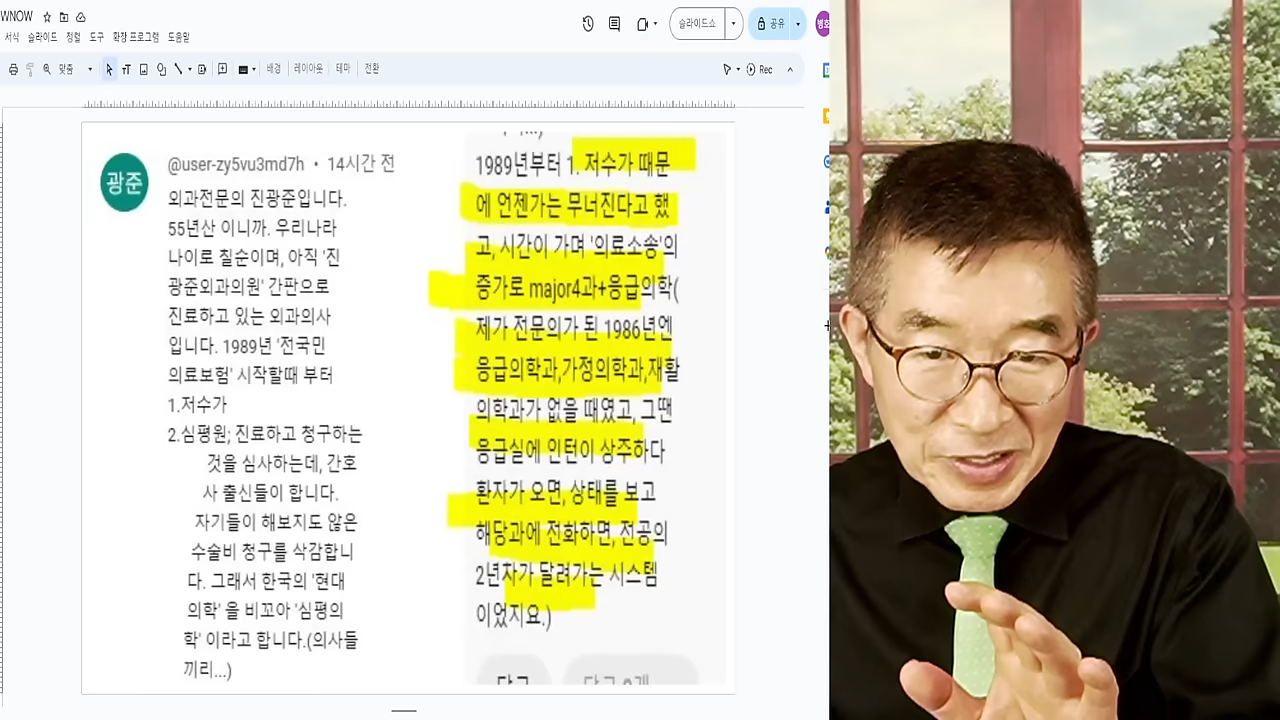 WNOW
서식 슬라이드 정렬 도구 확장 프로그램 도움말
슬라이드쇼
공유
맞춤
배경 레이아웃 테마 전환
Rec
광준
@user-zy5vu3md7h • 14시간 전
외과전문의 진광준입니다.
55년산 이니까. 우리나라
나이로 칠순이며, 아직 '진
광준외과의원' 간판으로
진료하고 있는 외과의사
입니다. 1989년 '전국민
의료보험' 시작할때 부터
1.저수가
2.심평원; 진료하고 청구하는
것을 심사하는데, 간호
사 출신들이 합니다.
자기들이 해보지도 않은
수술비 청구를 삭감합니
다. 그래서 한국의 '현대
의학' 을 비꼬아 '심평의
학' 이라고 합니다.(의사들
끼리...)
1989년부터 1. 저수가 때문
에 언젠가는 무너진다고 했
고, 시간이 가며 '의료소송'의
증가로 major4과+응급의학(
제가 전문의가 된 1986년엔
응급의학과,가정의학과,재활
의학과가 없을 때였고, 그땐
응급실에 인턴이 상주하다
환자가 오면, 상태를 보고
해당과에 전화하면, 전공의
2년차가 달려가는 시스템
이었지요.)